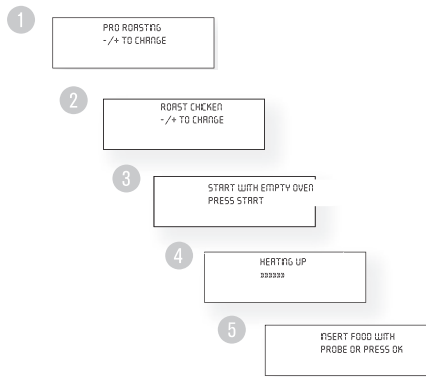 1
PRO ROASTING
-/+ TO CHANGE
2
ROAST CHICKEN
-/+ TO CHANGE
3
START WITH EMPTY OVEN
PRESS START
4
HEATING UP
»»»»»»
5
INSERT FOOD WITH
PROBE OR PRESS OK